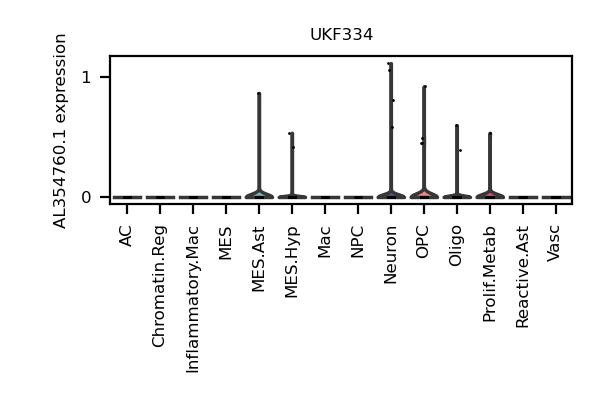 UKF334
AL354760.1 expression
1
0
AC
Chromatin.Reg
Inflammatory.Mac
MES
MES.Ast
MES.Hyp
Mac
NPC
Neuron
OPC
Oligo
Prolif.Metab
Reactive.Ast
Vasc